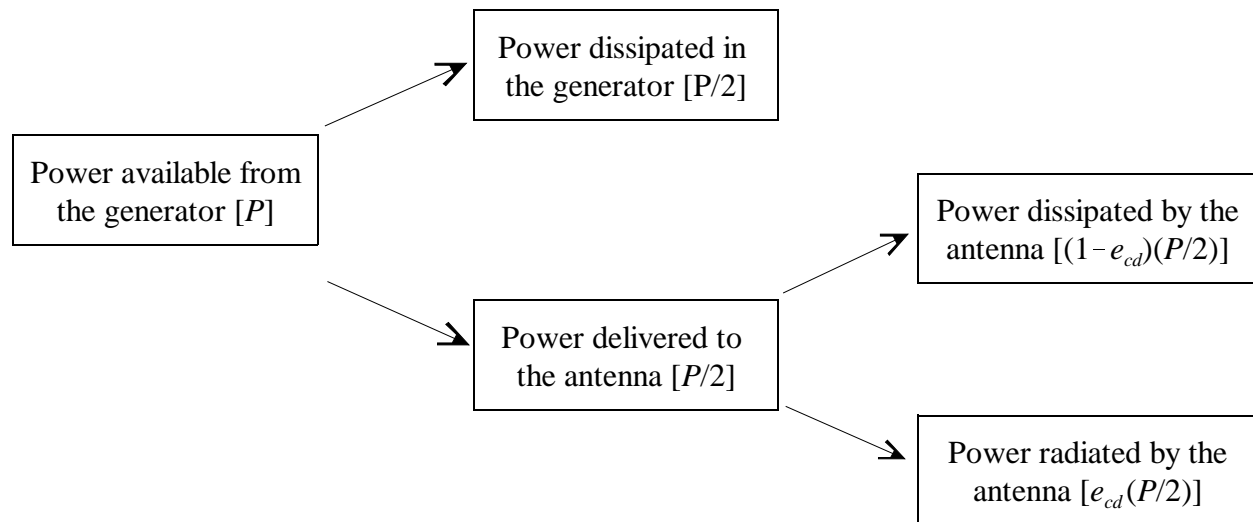 Power dissipated in
the generator [P/2]
Power available from
the generator [P]
Power dissipated by the
antenna [(1−e_cd)(P/2)]
Power delivered to
the antenna [P/2]
Power radiated by the
antenna [e_cd(P/2)]